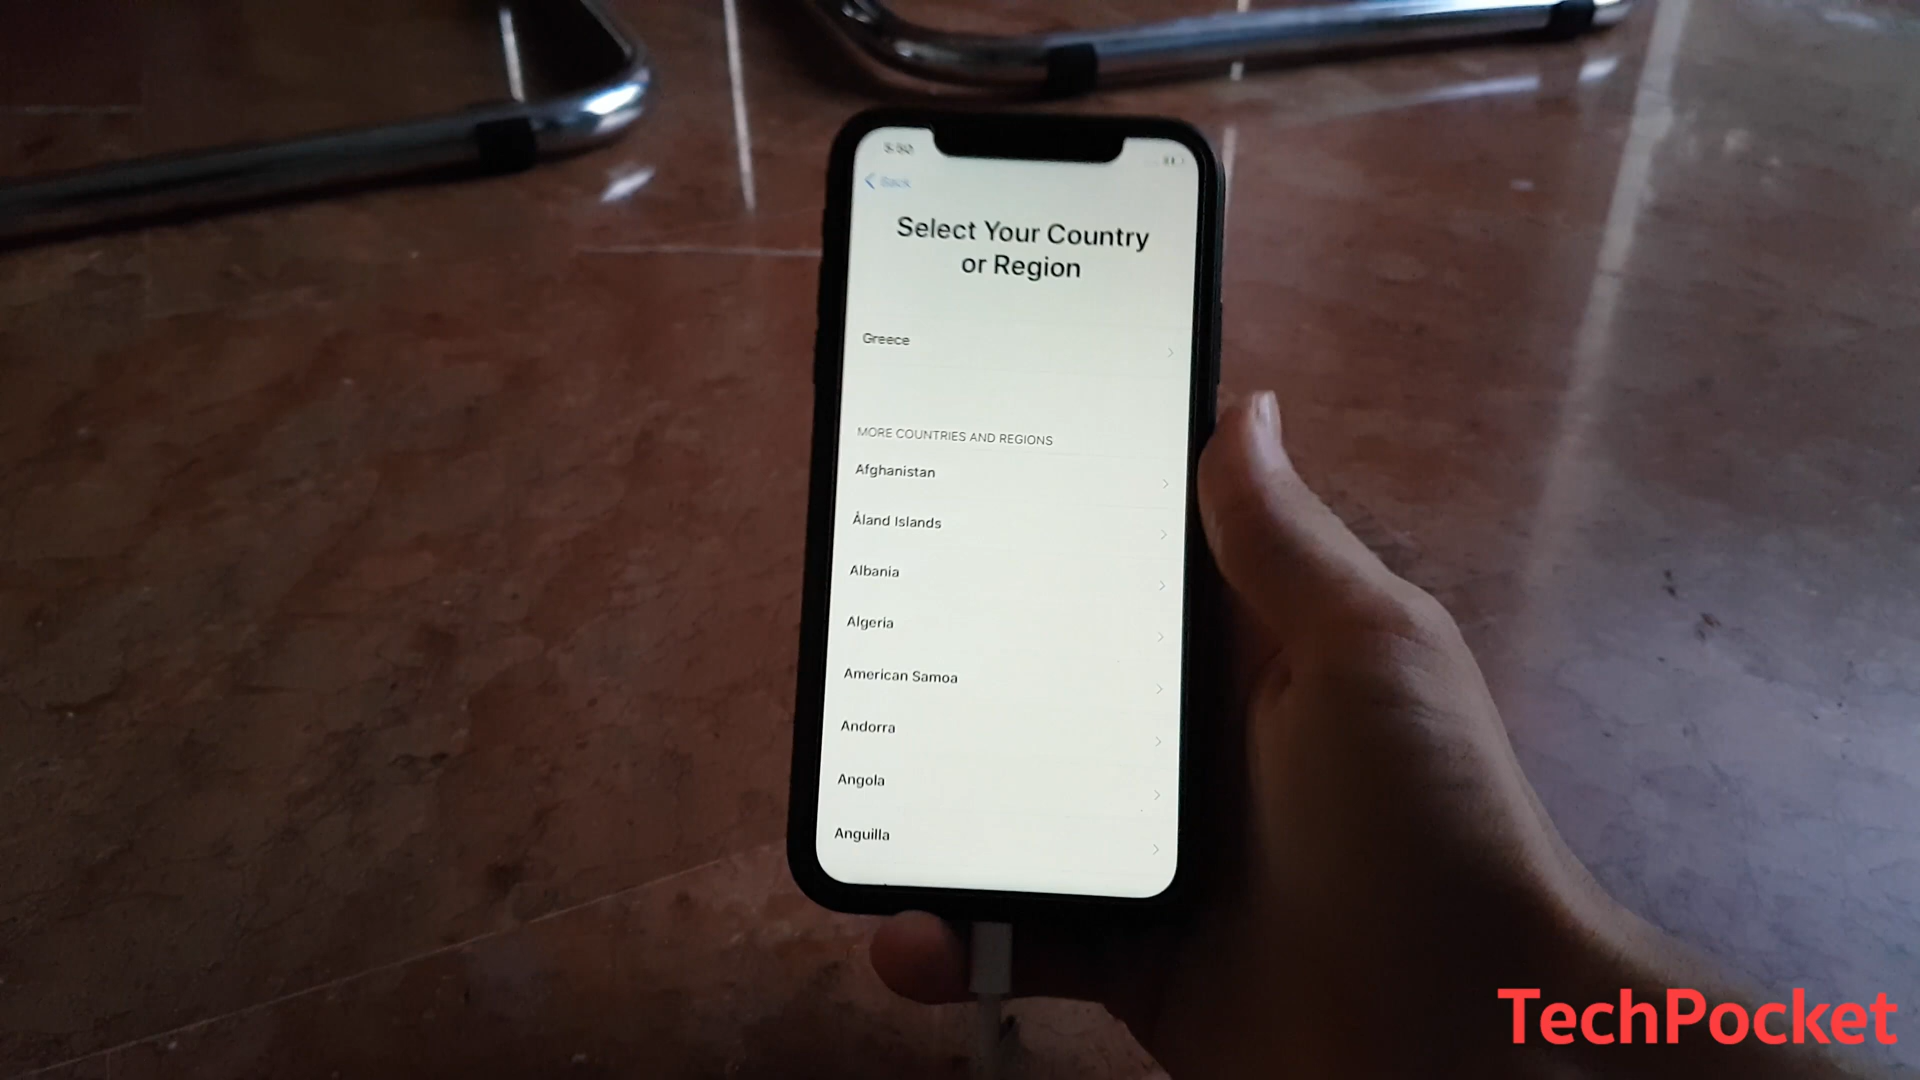 Back
Select Your Country
or Region
Greece
MORE COUNTRIES AND REGIONS
Afghanistan
Åland Islands
Albania
Algeria
American Samoa
Andorra
Angola
Anguilla
TechPocket